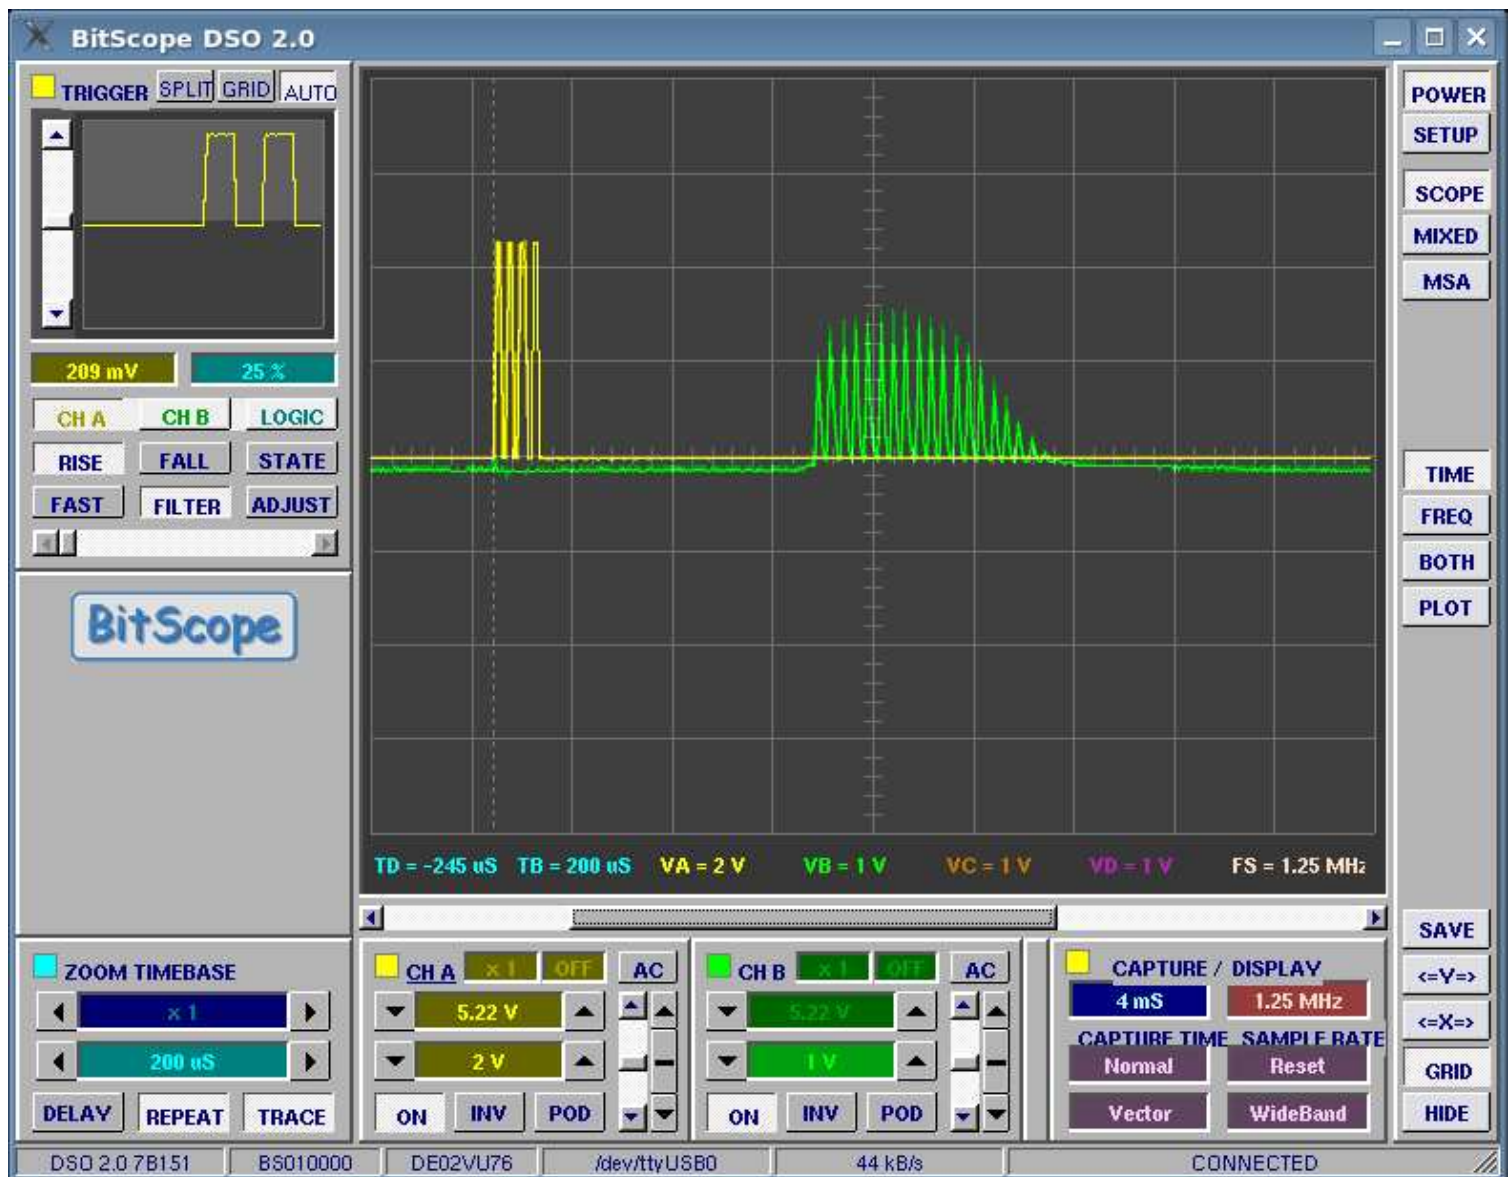 BitScope DSO 2.0
TRIGGER SPLIT GRID AUTO
209 mV 25 %
CH A CH B LOGIC
RISE FALL STATE
FAST FILTER ADJUST
BitScope
TD = -245 uS TB = 200 uS VA = 2 V VB = 1 V VC = 1 V VD = 1 V FS = 1.25 MHz
POWER
SETUP
SCOPE
MIXED
MSA
TIME
FREQ
BOTH
PLOT
SAVE
<=Y=>
<=X=>
GRID
HIDE
ZOOM TIMEBASE
x 1
200 uS
DELAY REPEAT TRACE
CH A x 1 OFF AC
5.22 V
2 V
ON INV POD
CH B x 1 OFF AC
5.22 V
1 V
ON INV POD
CAPTURE / DISPLAY
4 mS 1.25 MHz
CAPTURE TIME SAMPLE RATE
Normal Reset
Vector WideBand
DSO 2.0 7B151 BS010000 DE02VU76 /dev/ttyUSB0 44 kB/s CONNECTED